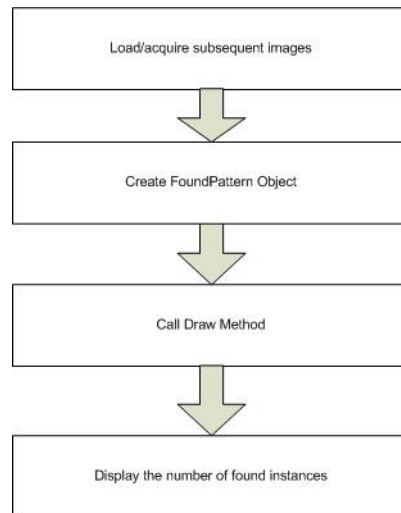 Load/acquire subsequent images
Create FoundPattern Object
Call Draw Method
Display the number of found instances